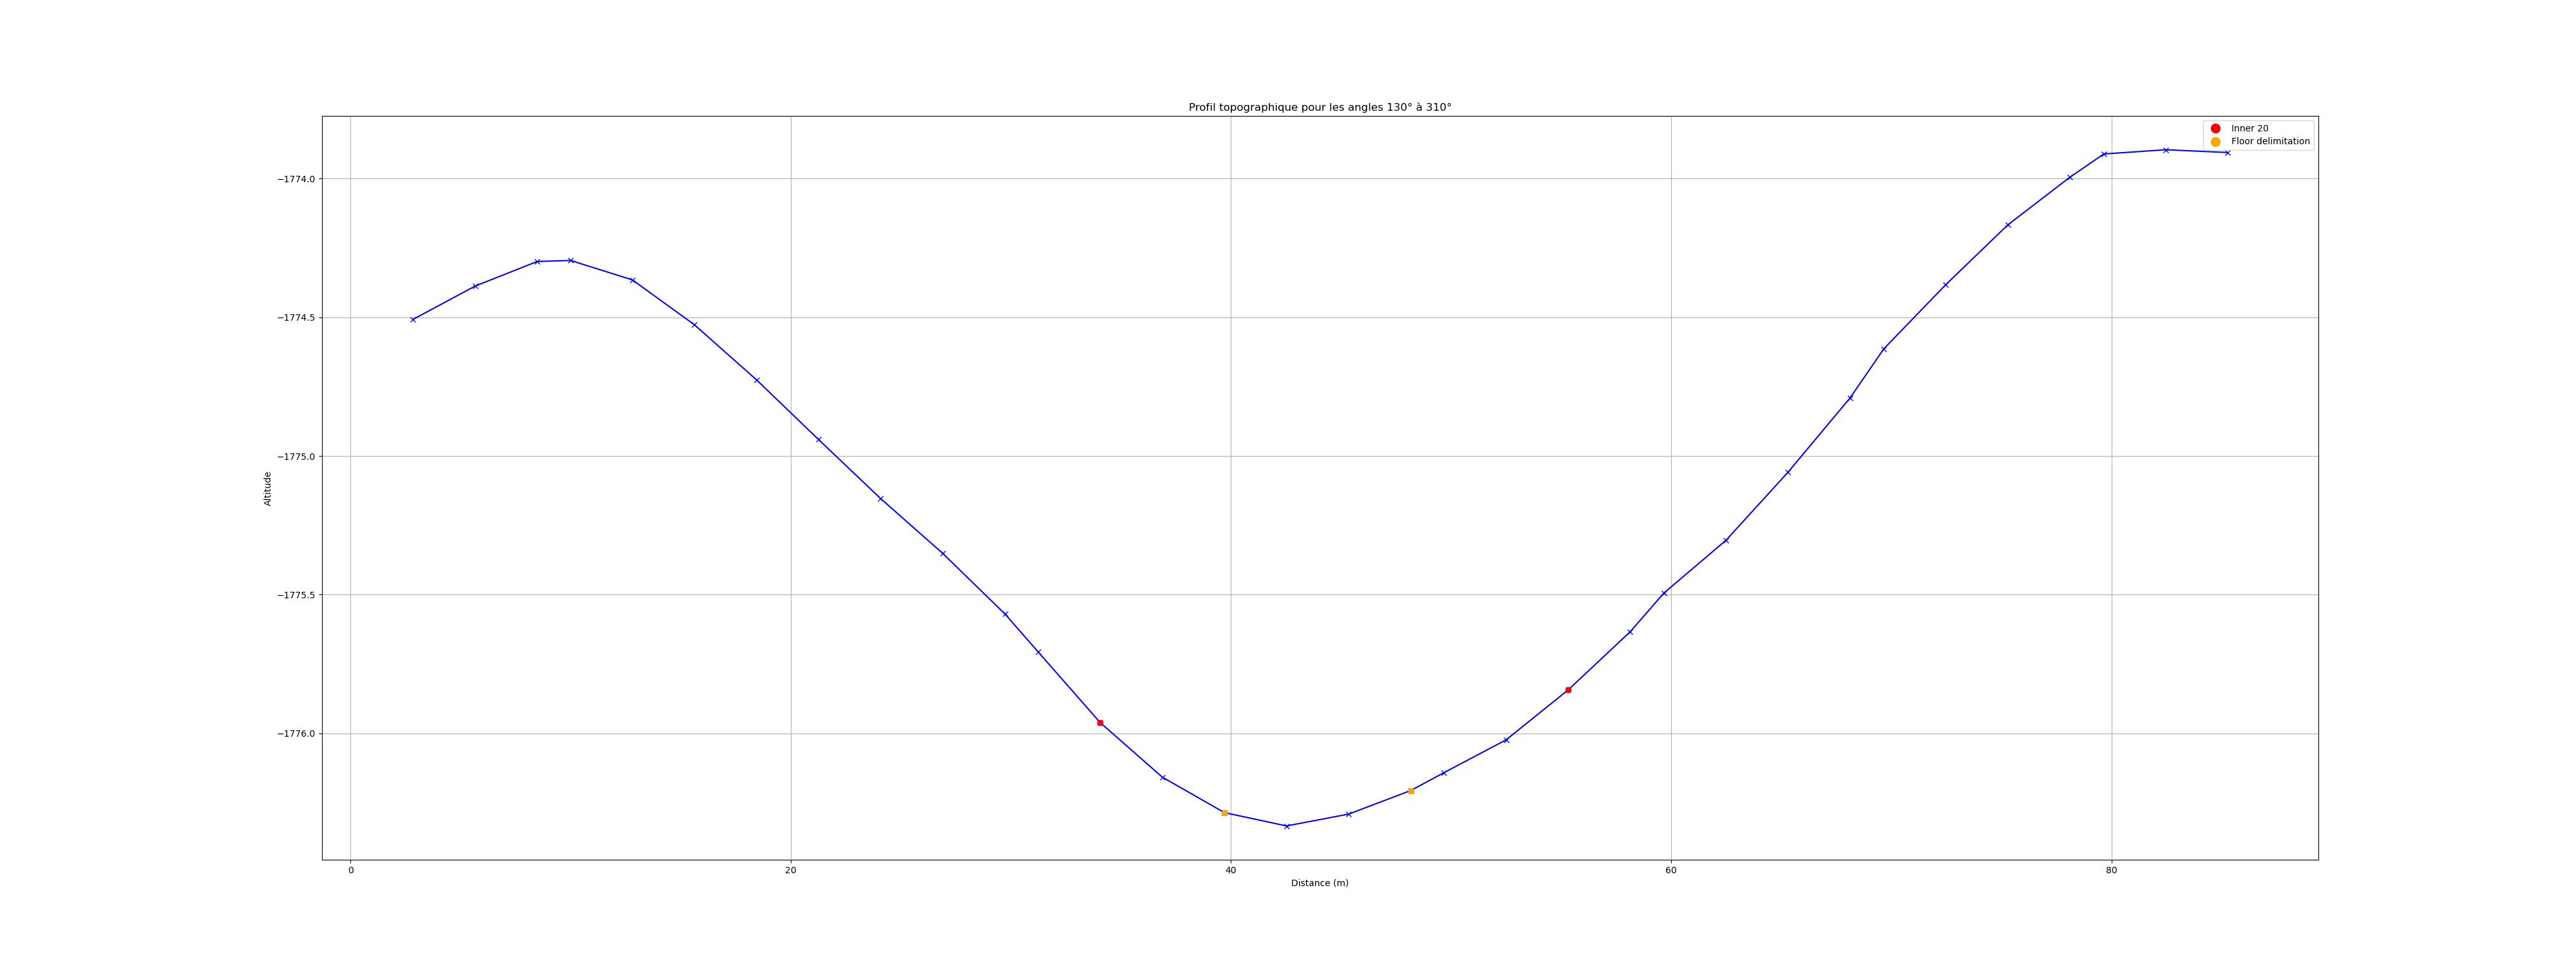 Profil topographique pour les angles 130° à 310°
Inner 20
Floor delimitation
−1774.0
−1774.5
−1775.0
−1775.5
−1776.0
Altitude
0 20 40 60 80
Distance (m)